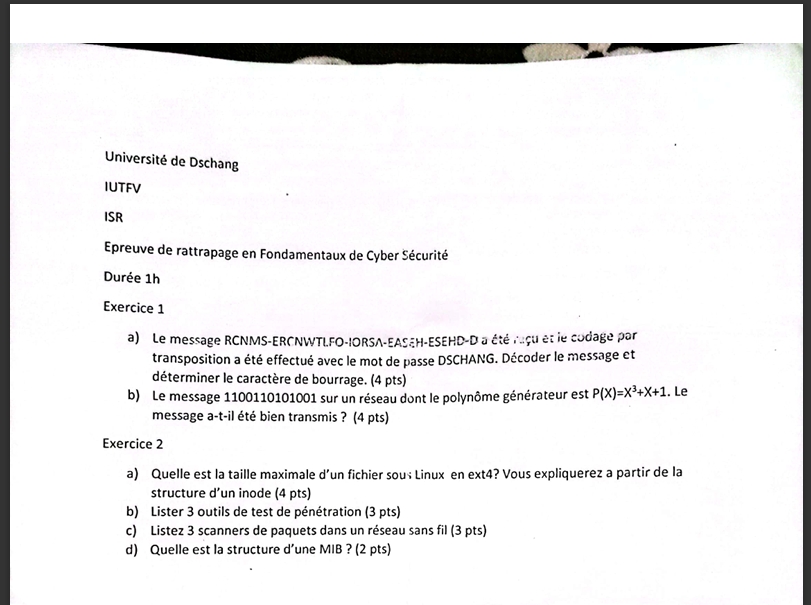 Université de Dschang
IUTFV
ISR
Epreuve de rattrapage en Fondamentaux de Cyber Sécurité
Durée 1h
Exercice 1
a) Le message RCNMS-ERCNWTLFO-IORSA-EASEH-ESEHD-D a été reçu et le codage par
transposition a été effectué avec le mot de passe DSCHANG. Décoder le message et
déterminer le caractère de bourrage. (4 pts)
b) Le message 1100110101001 sur un réseau dont le polynôme générateur est P(X)=X³+X+1. Le
message a-t-il été bien transmis ? (4 pts)
Exercice 2
a) Quelle est la taille maximale d'un fichier sous Linux en ext4? Vous expliquerez a partir de la
structure d'un inode (4 pts)
b) Lister 3 outils de test de pénétration (3 pts)
c) Listez 3 scanners de paquets dans un réseau sans fil (3 pts)
d) Quelle est la structure d'une MIB ? (2 pts)